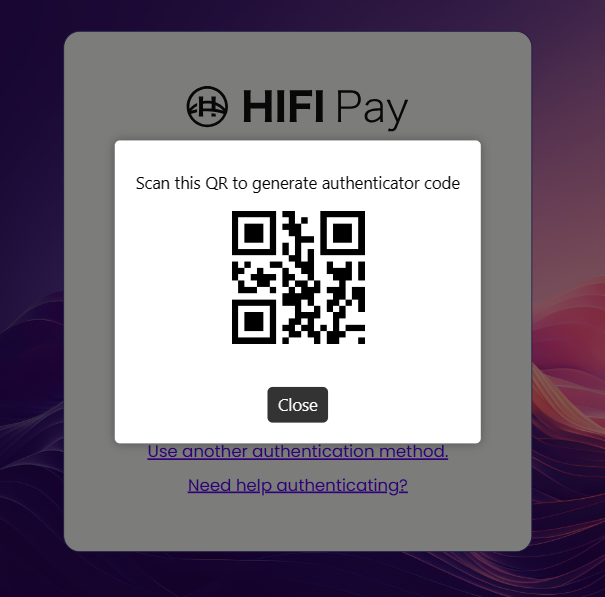 HIFI Pay
Scan this QR to generate authenticator code
Close
Use another authentication method.
Need help authenticating?